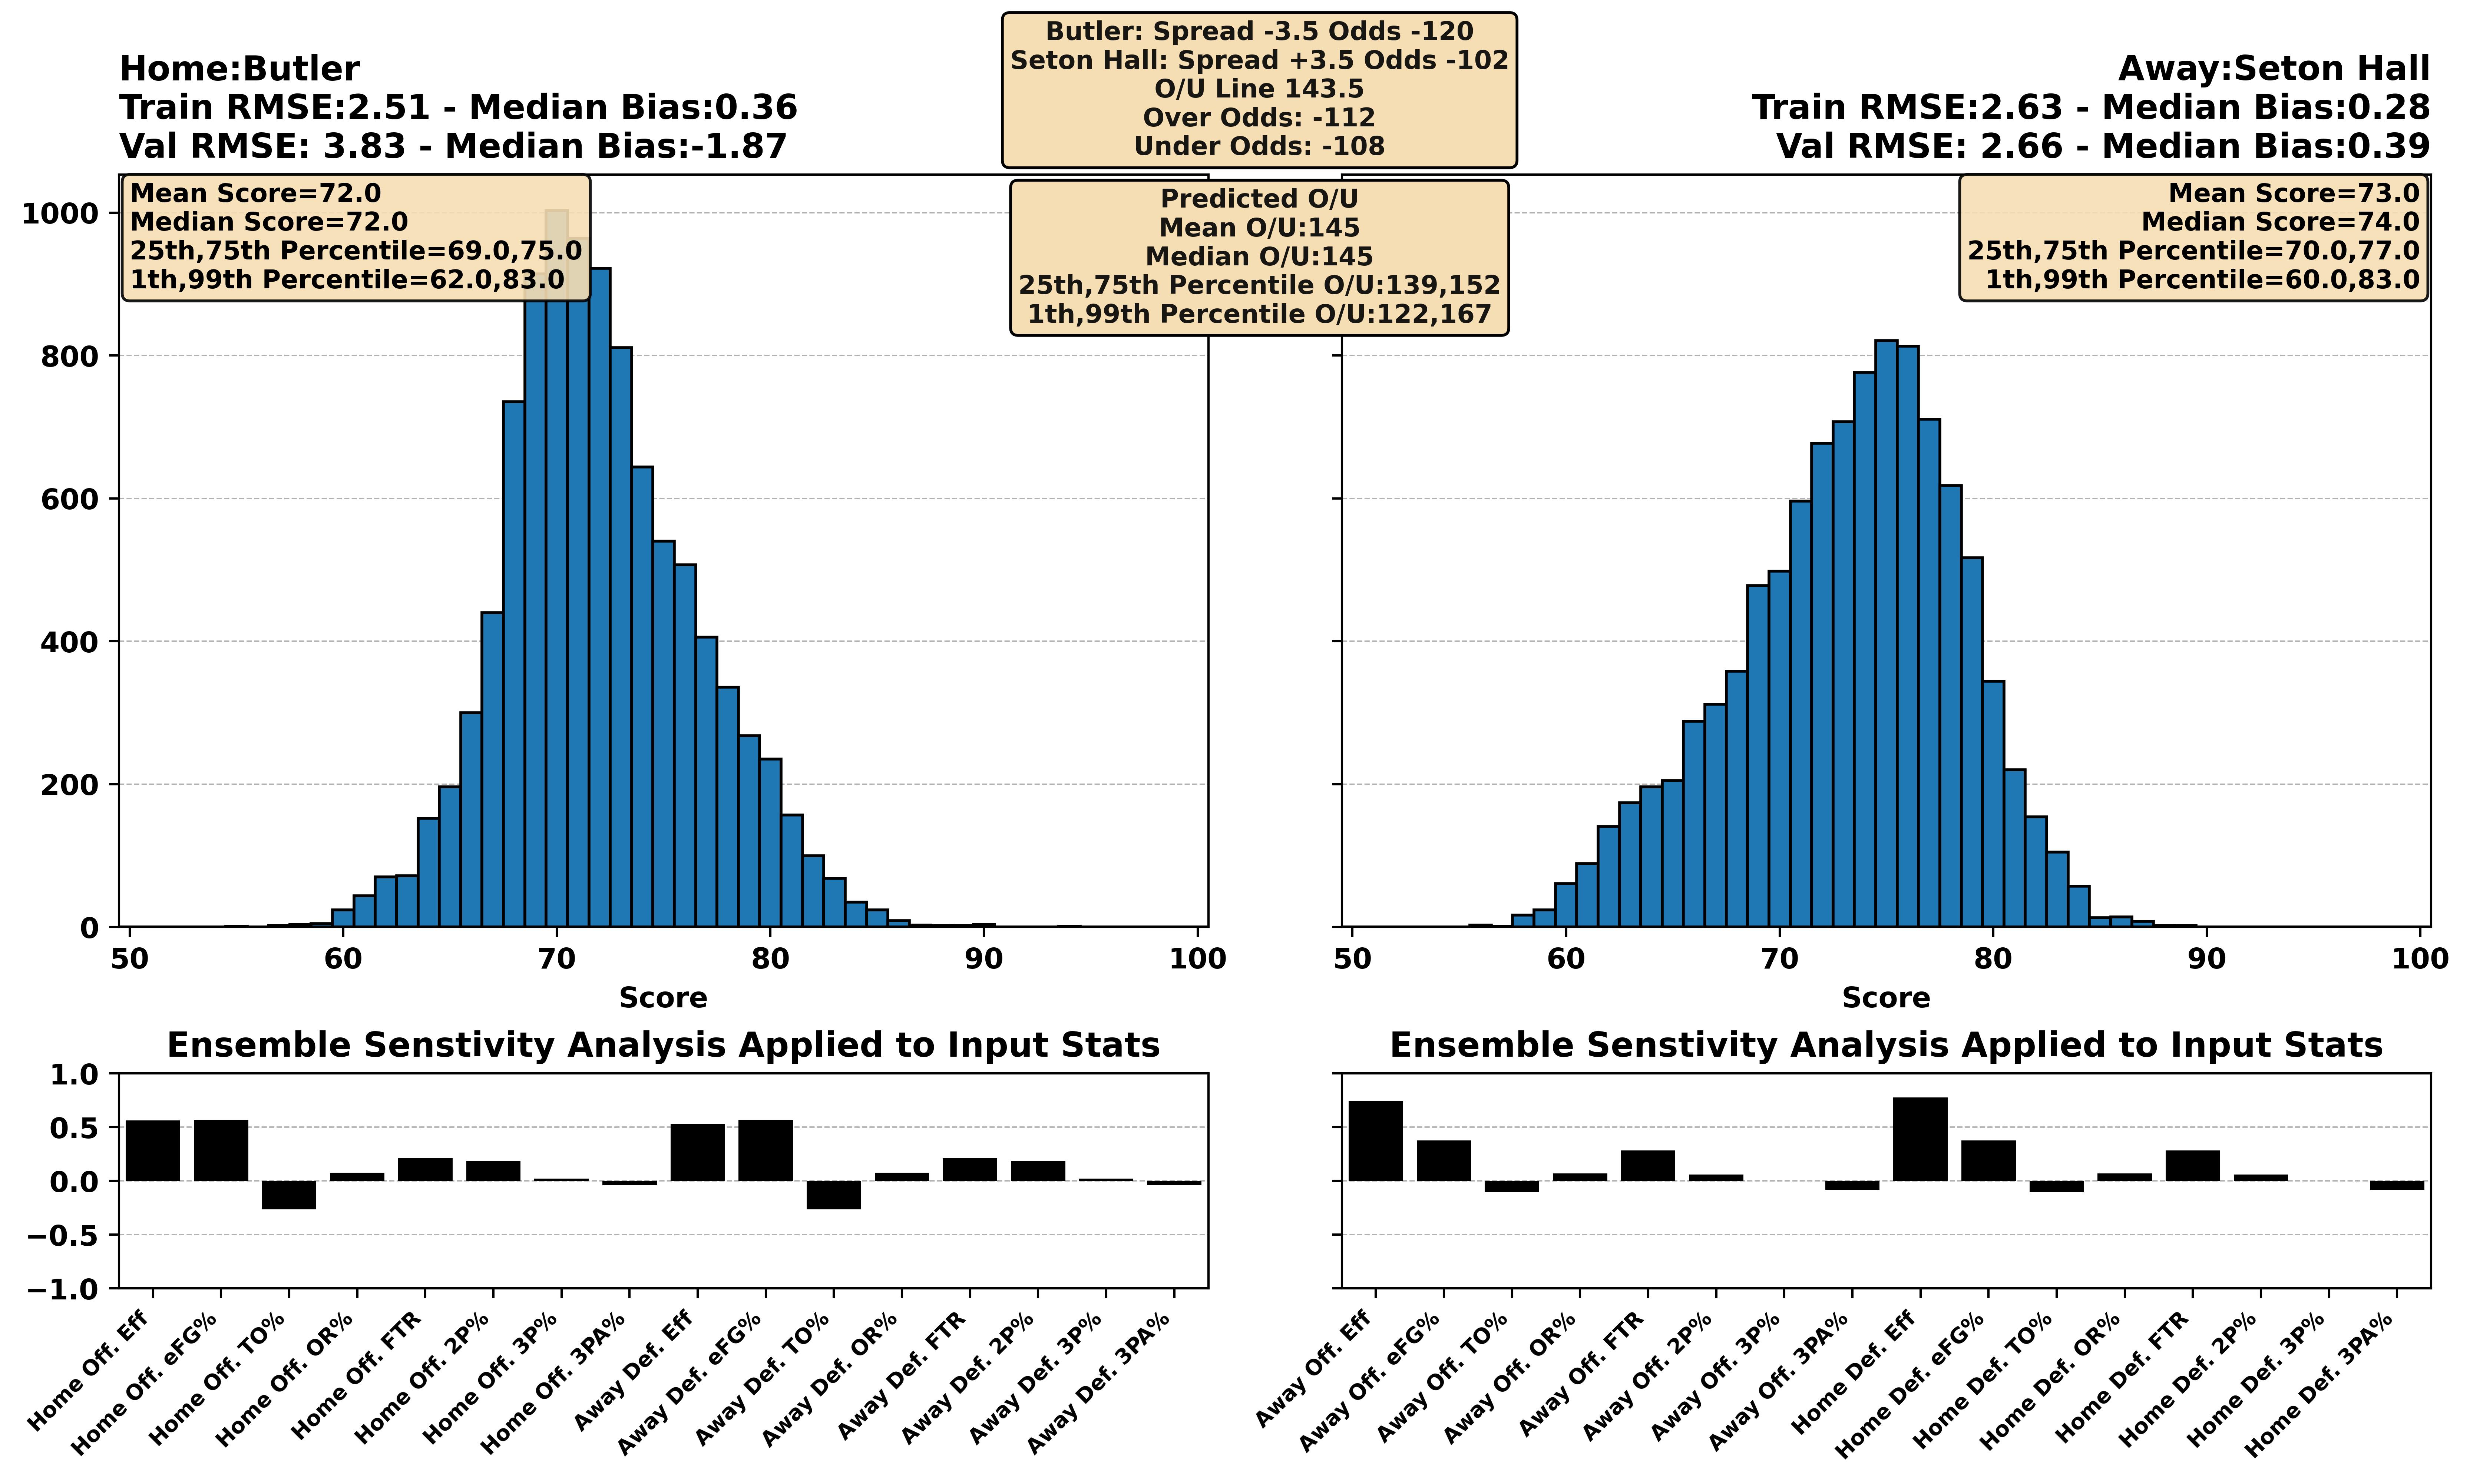 Butler: Spread -3.5 Odds -120
Seton Hall: Spread +3.5 Odds -102
O/U Line 143.5
Over Odds: -112
Under Odds: -108
Home:Butler
Train RMSE:2.51 - Median Bias:0.36
Val RMSE: 3.83 - Median Bias:-1.87
Away:Seton Hall
Train RMSE:2.63 - Median Bias:0.28
Val RMSE: 2.66 - Median Bias:0.39
Mean Score=72.0
Median Score=72.0
25th,75th Percentile=69.0,75.0
1th,99th Percentile=62.0,83.0
Predicted O/U
Mean O/U:145
Median O/U:145
25th,75th Percentile O/U:139,152
1th,99th Percentile O/U:122,167
Mean Score=73.0
Median Score=74.0
25th,75th Percentile=70.0,77.0
1th,99th Percentile=60.0,83.0
1000
800
600
400
200
0
50 60 70 80 90 100
Score
50 60 70 80 90 100
Score
Ensemble Senstivity Analysis Applied to Input Stats
1.0
0.5
0.0
−0.5
−1.0
Home Off. Eff
Home Off. eFG%
Home Off. TO%
Home Off. OR%
Home Off. FTR
Home Off. 2P%
Home Off. 3P%
Home Off. 3PA%
Away Def. Eff
Away Def. eFG%
Away Def. TO%
Away Def. OR%
Away Def. FTR
Away Def. 2P%
Away Def. 3P%
Away Def. 3PA%
Ensemble Senstivity Analysis Applied to Input Stats
Away Off. Eff
Away Off. eFG%
Away Off. TO%
Away Off. OR%
Away Off. FTR
Away Off. 2P%
Away Off. 3P%
Away Off. 3PA%
Home Def. Eff
Home Def. eFG%
Home Def. TO%
Home Def. OR%
Home Def. FTR
Home Def. 2P%
Home Def. 3P%
Home Def. 3PA%